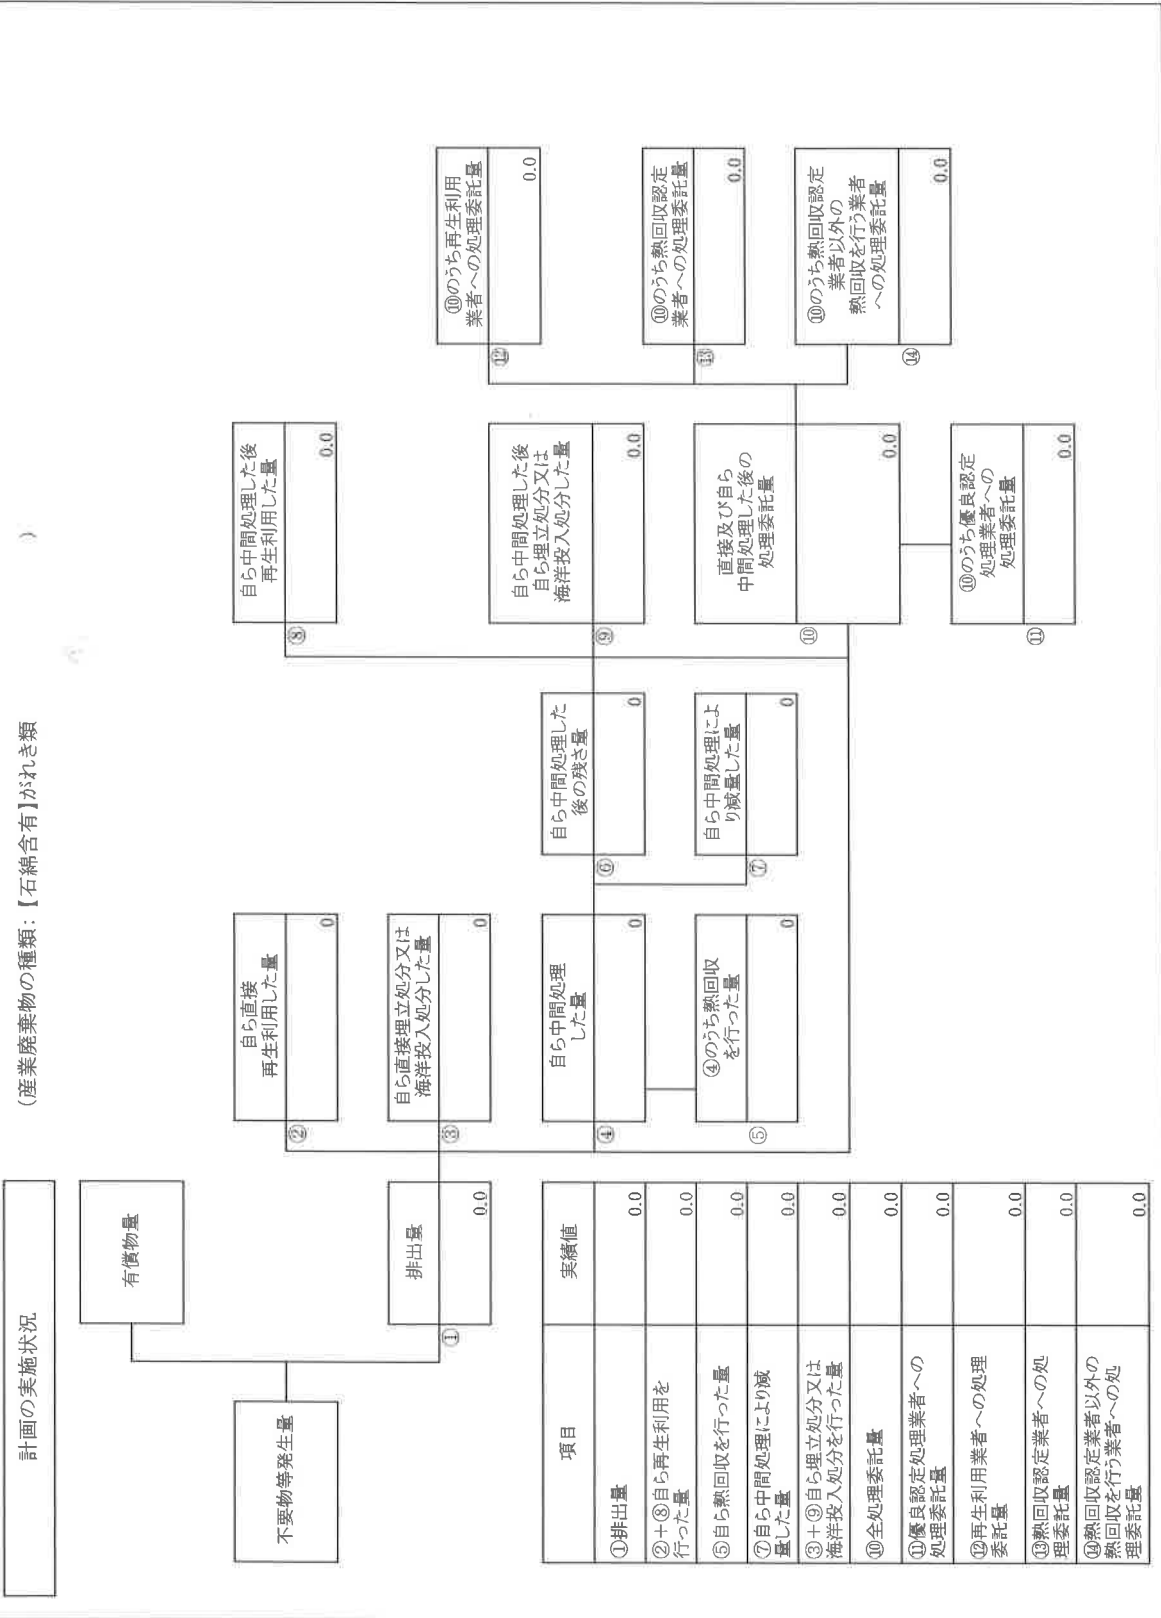 計画の実施状況
（産業廃棄物の種類：【石綿含有】がれき類　　　　　　　　）
不要物等発生量
有償物量
①
排出量
0.0
②
自ら直接
再生利用した量
0
③
自ら直接埋立処分又は
海洋投入処分した量
④
自ら中間処理
した量
0
⑤
④のうち熱回収
を行った量
0
⑥
自ら中間処理した
後の残さ量
0
⑦
自ら中間処理によ
り減量した量
0
⑧
自ら中間処理した後
再生利用した量
0.0
⑨
自ら中間処理した後
自ら埋立処分又は
海洋投入処分した量
0.0
⑩
直接及び自ら
中間処理した後の
処理委託量
0.0
⑪
⑩のうち優良認定
処理業者への
処理委託量
0.0
⑫
⑩のうち再生利用
業者への処理委託量
0.0
⑬
⑩のうち熱回収認定
業者への処理委託量
0.0
⑭
⑩のうち熱回収認定
業者以外の
熱回収を行う業者
への処理委託量
0.0
項目 実績値
①排出量 0.0
②＋⑧自ら再生利用を
行った量 0.0
⑤自ら熱回収を行った量 0.0
⑦自ら中間処理により減
量した量 0.0
③＋⑨自ら埋立処分又は
海洋投入処分を行った量 0.0
⑩全処理委託量 0.0
⑪優良認定処理業者への
処理委託量 0.0
⑫再生利用業者への処理
委託量 0.0
⑬熱回収認定業者への処
理委託量 0.0
⑭熱回収認定業者以外の
熱回収を行う業者への処
理委託量 0.0